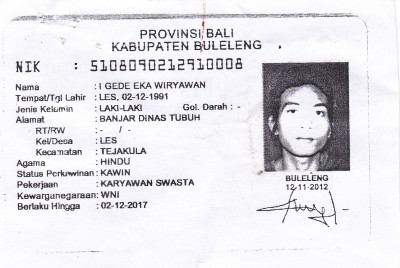 PROVINSI BALI
KABUPATEN BULELENG
NIK : 5108090212910008
Nama : I GEDE EKA WIRYAWAN
Tempat/Tgl Lahir : LES, 02-12-1991
Jenis Kelamin : LAKI-LAKI Gol. Darah : -
Alamat : BANJAR DINAS TUBUH
RT/RW : - / -
Kel/Desa : LES
Kecamatan : TEJAKULA
Agama : HINDU
Status Perkawinan : KAWIN
Pekerjaan : KARYAWAN SWASTA
Kewarganegaraan : WNI
Berlaku Hingga : 02-12-2017
BULELENG
12-11-2012